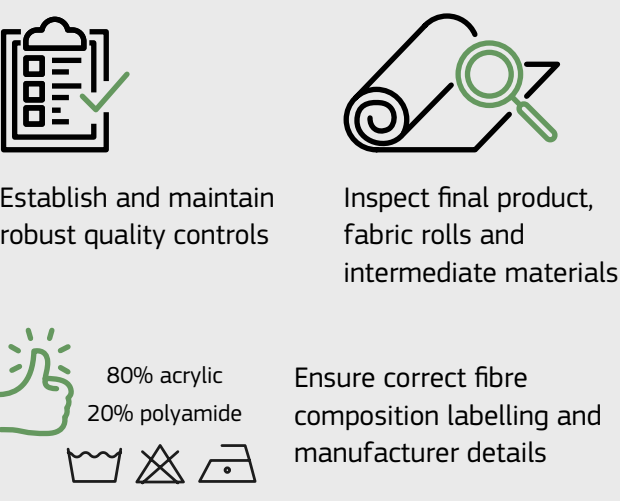 Establish and maintain
robust quality controls
Inspect final product,
fabric rolls and
intermediate materials
80% acrylic
20% polyamide
Ensure correct fibre
composition labelling and
manufacturer details